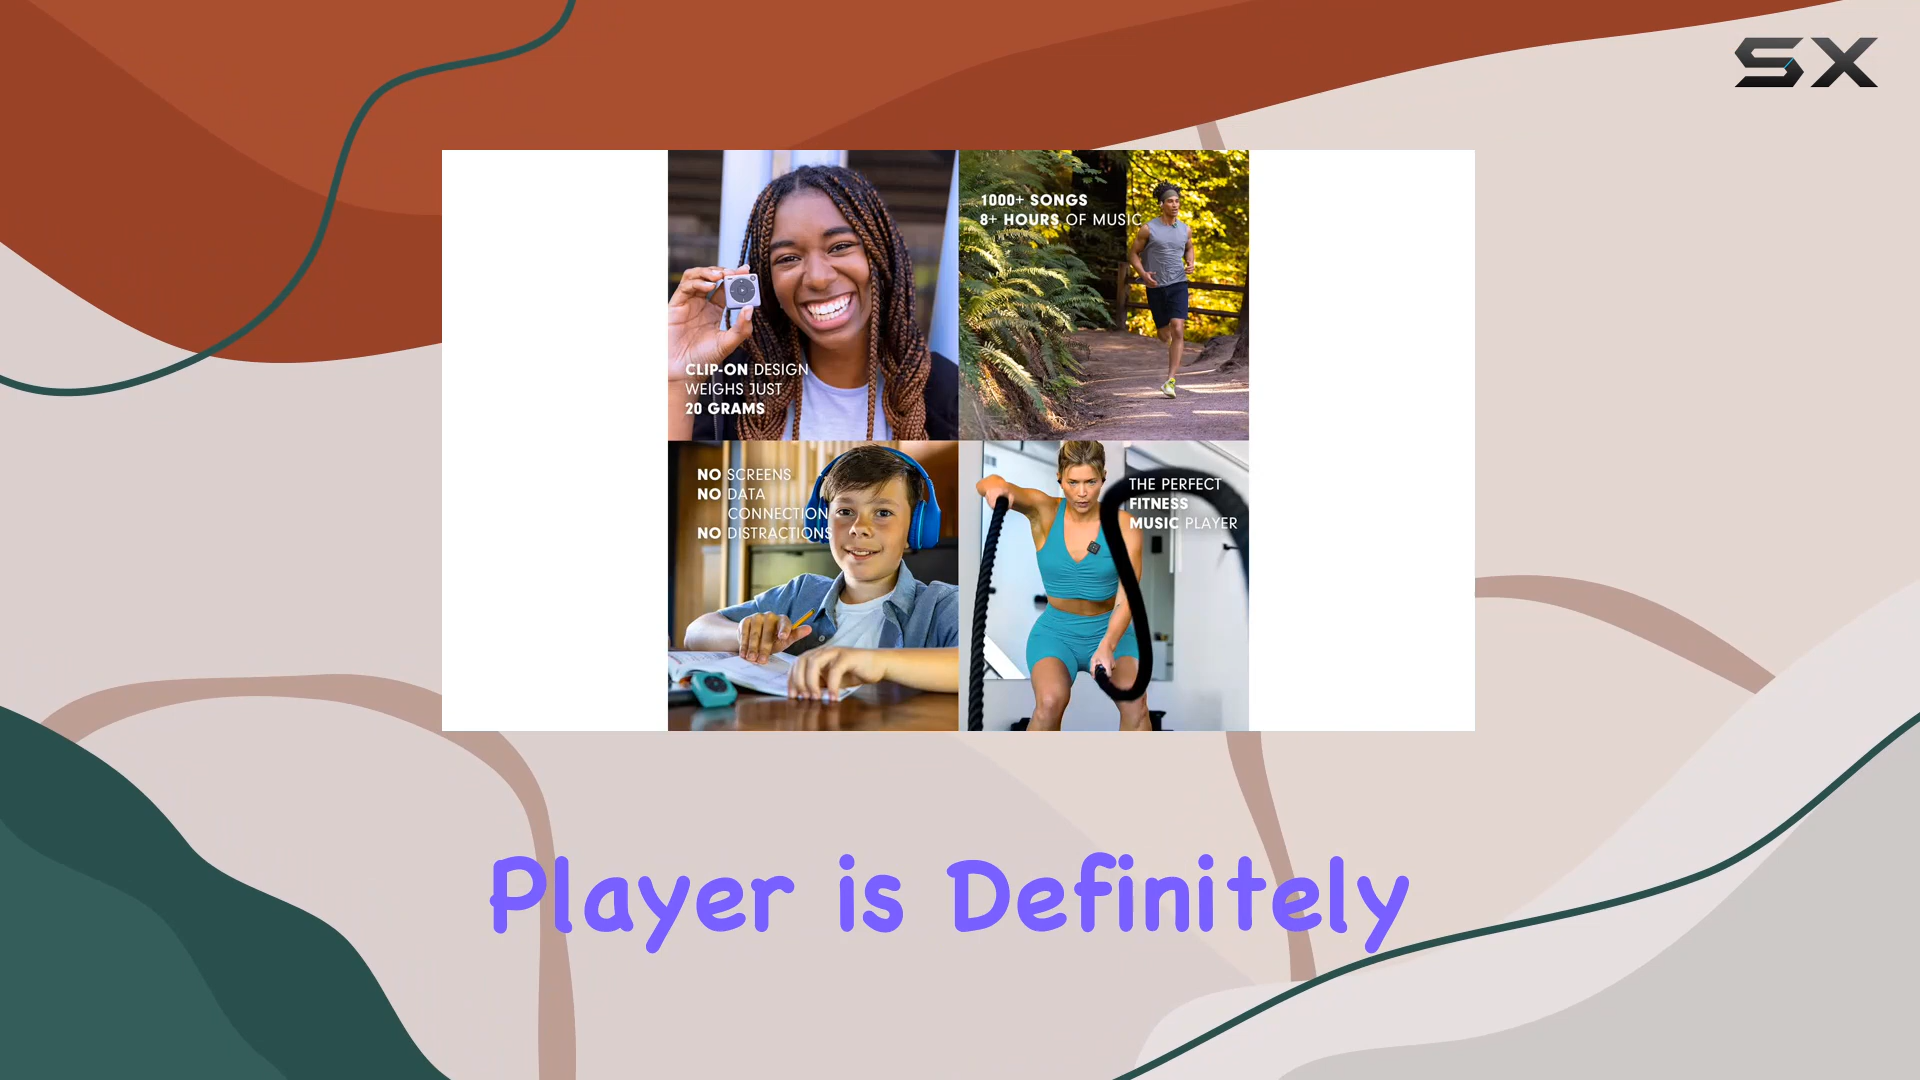 SX
CLIP-ON DESIGN
WEIGHS JUST
20 GRAMS
1000+ SONGS
8+ HOURS OF MUSIC
NO SCREENS
NO DATA
CONNECTION
NO DISTRACTIONS
THE PERFECT
FITNESS
MUSIC PLAYER
Player is Definitely